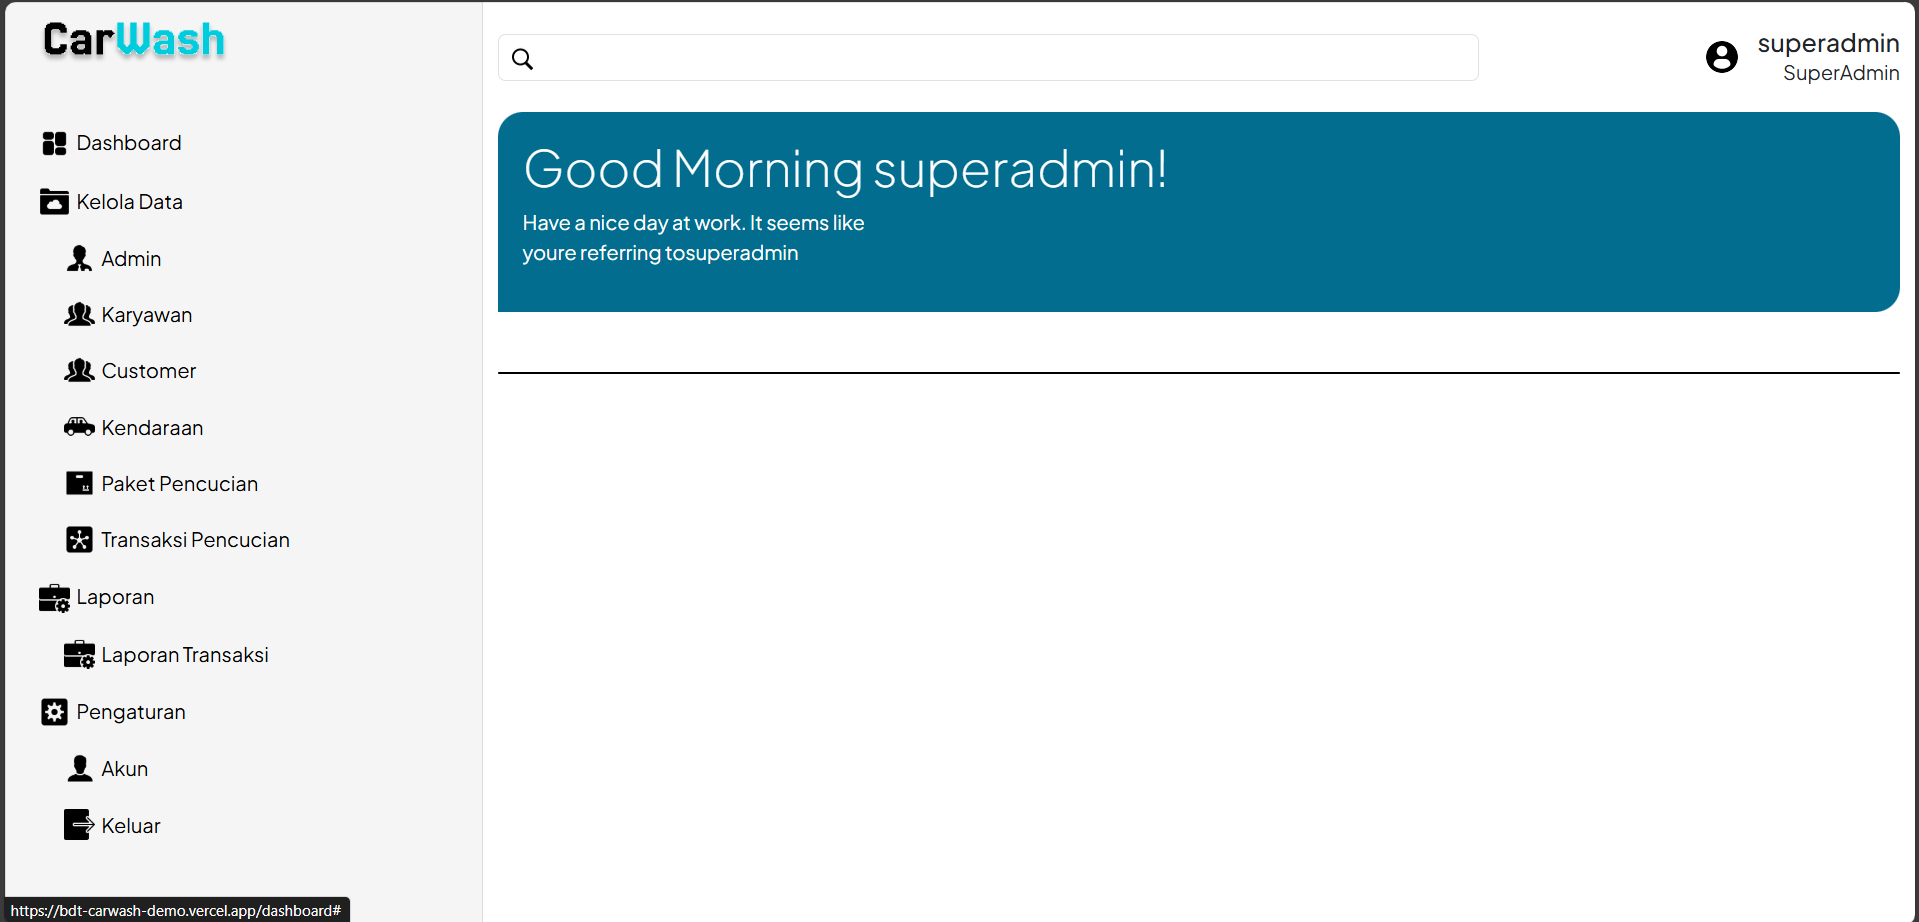 CarWash
Dashboard
Kelola Data
Admin
Karyawan
Customer
Kendaraan
Paket Pencucian
Transaksi Pencucian
Laporan
Laporan Transaksi
Pengaturan
Akun
Keluar
superadmin
SuperAdmin
Good Morning superadmin!
Have a nice day at work. It seems like
youre referring tosuperadmin
https://bdt-carwash-demo.vercel.app/dashboard#